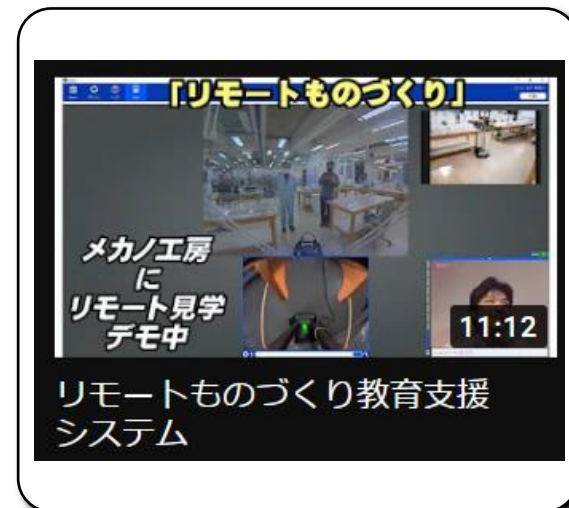 「リモートものづくり」
メカノ工房
に
リモート見学
デモ中
11:12
リモートものづくり教育支援
システム